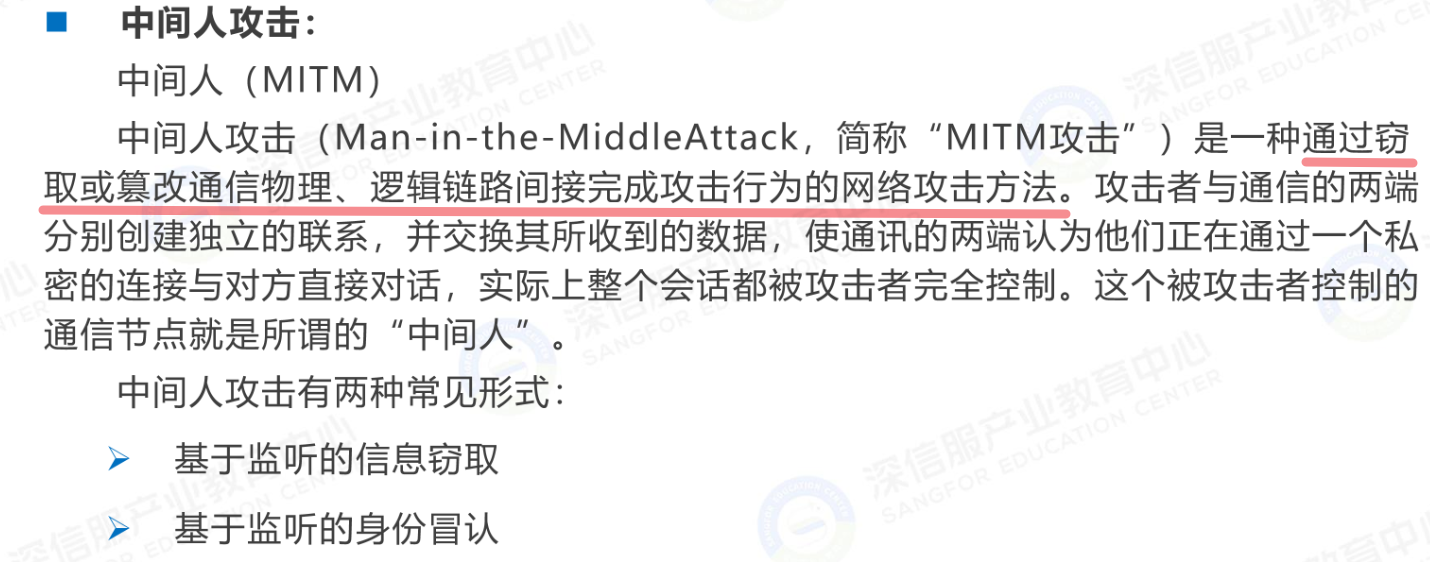 中间人攻击：
中间人（MITM）
中间人攻击（Man-in-the-MiddleAttack，简称“MITM攻击”）是一种通过窃
取或篡改通信物理、逻辑链路间接完成攻击行为的网络攻击方法。攻击者与通信的两端
分别创建独立的联系，并交换其所收到的数据，使通讯的两端认为他们正在通过一个私
密的连接与对方直接对话，实际上整个会话都被攻击者完全控制。这个被攻击者控制的
通信节点就是所谓的“中间人”。
中间人攻击有两种常见形式：
基于监听的信息窃取
基于监听的身份冒认
深信服产业教育中心
SANGFOR EDUCATION CENTER